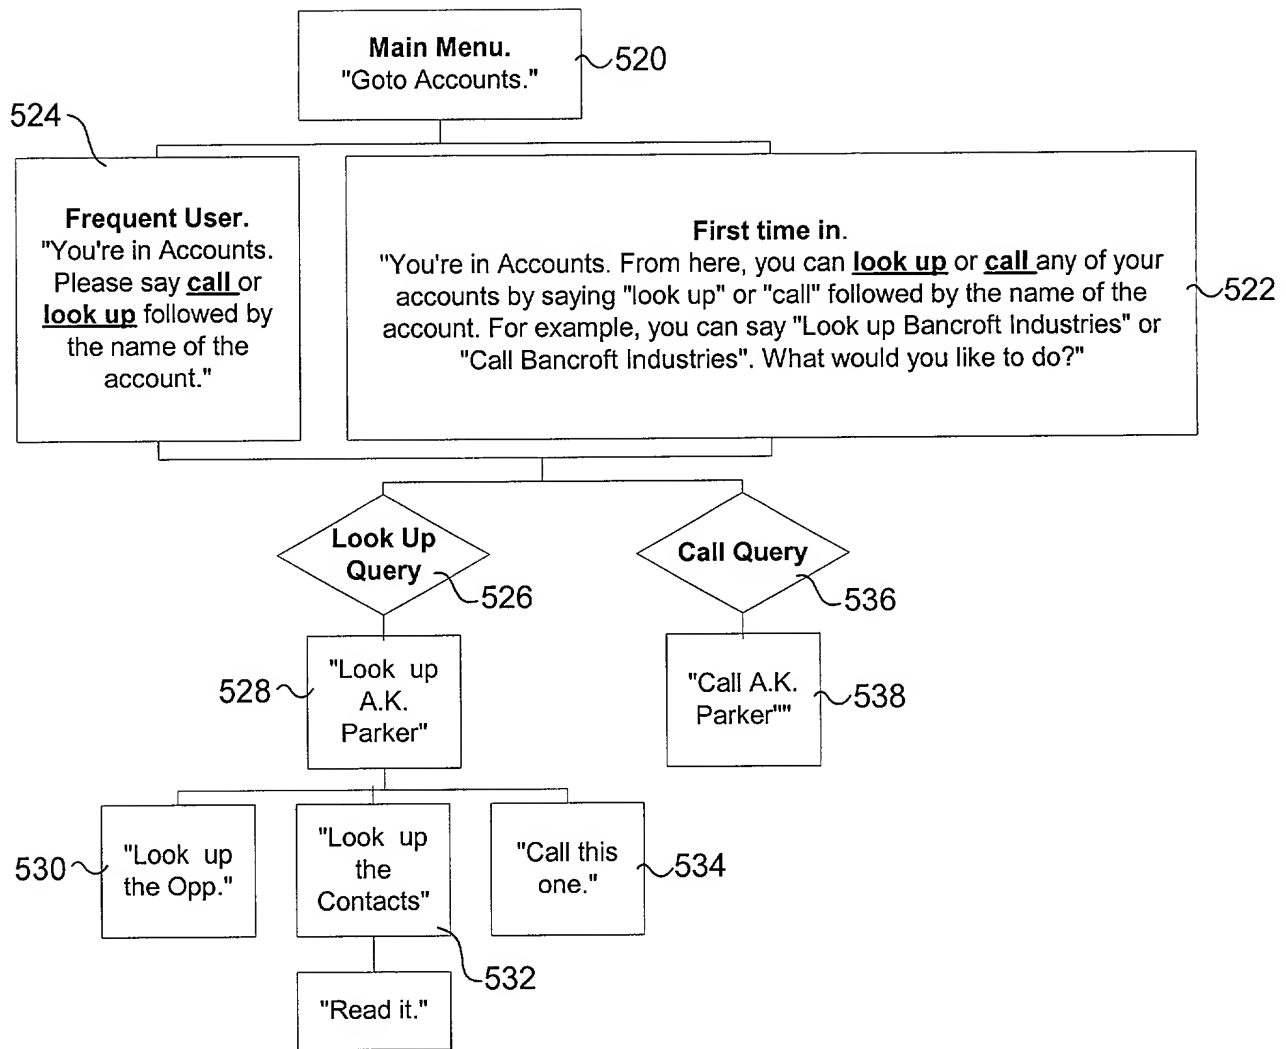 Main Menu.
"Goto Accounts."
520
524
Frequent User.
"You're in Accounts.
Please say call or
look up followed by
the name of the
account."
First time in.
"You're in Accounts. From here, you can look up or call any of your
accounts by saying "look up" or "call" followed by the name of the
account. For example, you can say "Look up Bancroft Industries" or
"Call Bancroft Industries". What would you like to do?"
522
Look Up
Query
526
Call Query
536
528
"Look up
A.K.
Parker"
"Call A.K.
Parker""
538
530
"Look up
the Opp."
"Look up
the
Contacts"
532
"Call this
one."
534
"Read it."